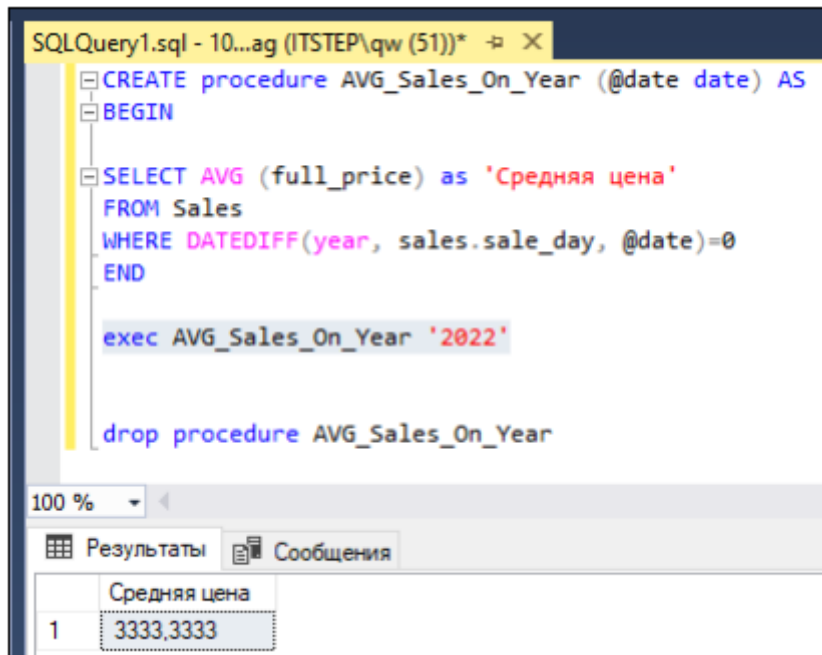 SQLQuery1.sql - 10...ag (ITSTEP\qw (51))*
CREATE procedure AVG_Sales_On_Year (@date date) AS
BEGIN
SELECT AVG (full_price) as 'Средняя цена'
FROM Sales
WHERE DATEDIFF(year, sales.sale_day, @date)=0
END
exec AVG_Sales_On_Year '2022'
drop procedure AVG_Sales_On_Year
100 %
Результаты Сообщения
Средняя цена
1 3333,3333